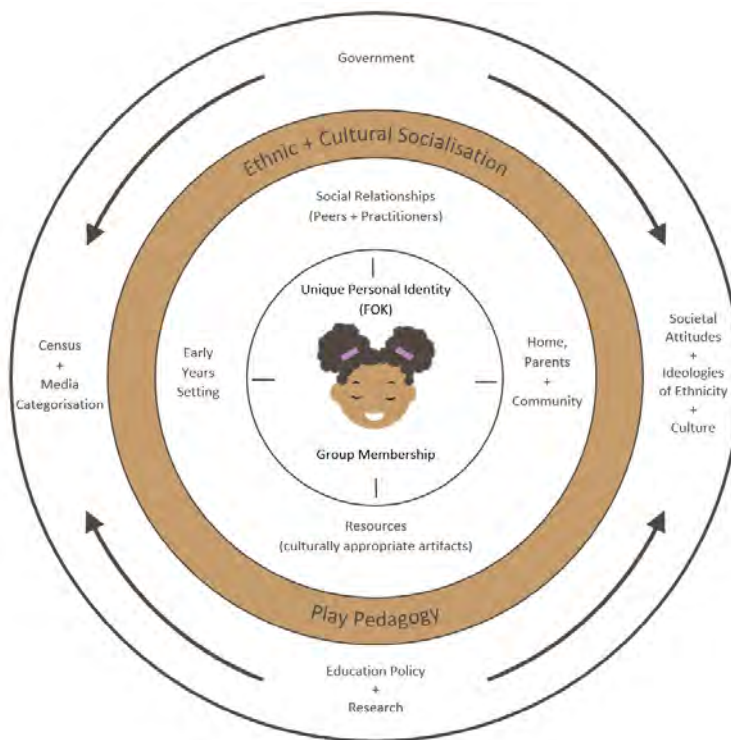 Government
Ethnic + Cultural Socialisation
Social Relationships
(Peers + Practitioners)
Unique Personal Identity
(FOK)
Census
+
Media
Categorisation
Early
Years
Setting
Home,
Parents
+
Community
Societal
Attitudes
+
Ideologies
of Ethnicity
+
Culture
Group Membership
Resources
(culturally appropriate artifacts)
Play Pedagogy
Education Policy
+
Research